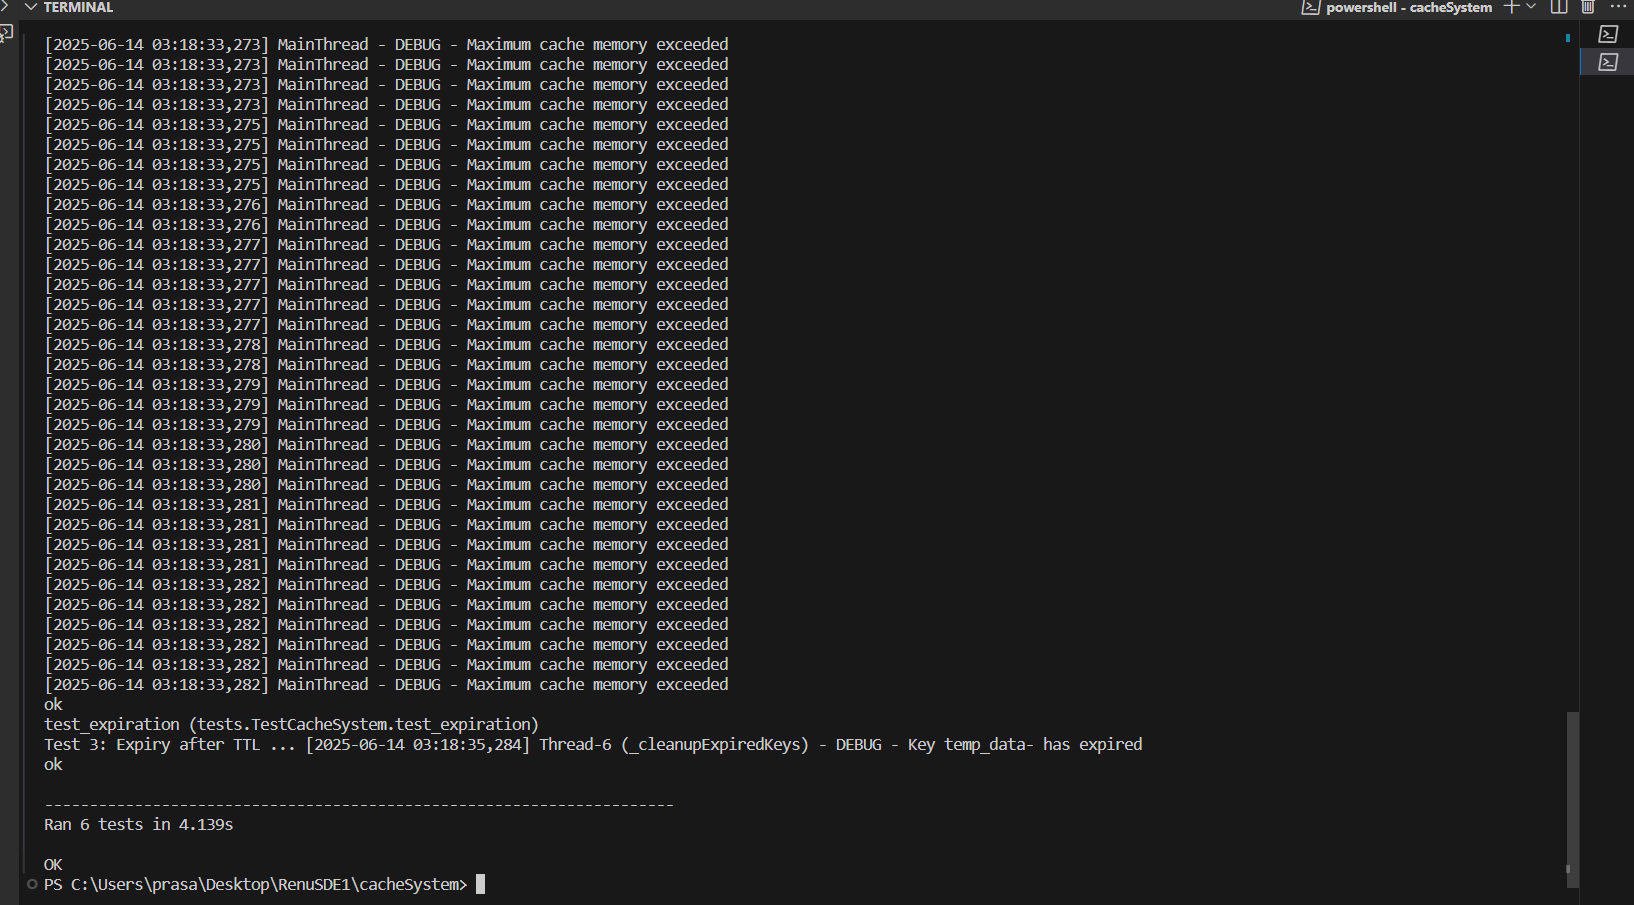 TERMINAL
powershell - cacheSystem
[2025-06-14 03:18:33,273] MainThread - DEBUG - Maximum cache memory exceeded
[2025-06-14 03:18:33,273] MainThread - DEBUG - Maximum cache memory exceeded
[2025-06-14 03:18:33,273] MainThread - DEBUG - Maximum cache memory exceeded
[2025-06-14 03:18:33,273] MainThread - DEBUG - Maximum cache memory exceeded
[2025-06-14 03:18:33,275] MainThread - DEBUG - Maximum cache memory exceeded
[2025-06-14 03:18:33,275] MainThread - DEBUG - Maximum cache memory exceeded
[2025-06-14 03:18:33,275] MainThread - DEBUG - Maximum cache memory exceeded
[2025-06-14 03:18:33,275] MainThread - DEBUG - Maximum cache memory exceeded
[2025-06-14 03:18:33,276] MainThread - DEBUG - Maximum cache memory exceeded
[2025-06-14 03:18:33,276] MainThread - DEBUG - Maximum cache memory exceeded
[2025-06-14 03:18:33,277] MainThread - DEBUG - Maximum cache memory exceeded
[2025-06-14 03:18:33,277] MainThread - DEBUG - Maximum cache memory exceeded
[2025-06-14 03:18:33,277] MainThread - DEBUG - Maximum cache memory exceeded
[2025-06-14 03:18:33,277] MainThread - DEBUG - Maximum cache memory exceeded
[2025-06-14 03:18:33,277] MainThread - DEBUG - Maximum cache memory exceeded
[2025-06-14 03:18:33,278] MainThread - DEBUG - Maximum cache memory exceeded
[2025-06-14 03:18:33,278] MainThread - DEBUG - Maximum cache memory exceeded
[2025-06-14 03:18:33,279] MainThread - DEBUG - Maximum cache memory exceeded
[2025-06-14 03:18:33,279] MainThread - DEBUG - Maximum cache memory exceeded
[2025-06-14 03:18:33,279] MainThread - DEBUG - Maximum cache memory exceeded
[2025-06-14 03:18:33,280] MainThread - DEBUG - Maximum cache memory exceeded
[2025-06-14 03:18:33,280] MainThread - DEBUG - Maximum cache memory exceeded
[2025-06-14 03:18:33,280] MainThread - DEBUG - Maximum cache memory exceeded
[2025-06-14 03:18:33,281] MainThread - DEBUG - Maximum cache memory exceeded
[2025-06-14 03:18:33,281] MainThread - DEBUG - Maximum cache memory exceeded
[2025-06-14 03:18:33,281] MainThread - DEBUG - Maximum cache memory exceeded
[2025-06-14 03:18:33,281] MainThread - DEBUG - Maximum cache memory exceeded
[2025-06-14 03:18:33,282] MainThread - DEBUG - Maximum cache memory exceeded
[2025-06-14 03:18:33,282] MainThread - DEBUG - Maximum cache memory exceeded
[2025-06-14 03:18:33,282] MainThread - DEBUG - Maximum cache memory exceeded
[2025-06-14 03:18:33,282] MainThread - DEBUG - Maximum cache memory exceeded
[2025-06-14 03:18:33,282] MainThread - DEBUG - Maximum cache memory exceeded
[2025-06-14 03:18:33,282] MainThread - DEBUG - Maximum cache memory exceeded
ok
test_expiration (tests.TestCacheSystem.test_expiration)
Test 3: Expiry after TTL ... [2025-06-14 03:18:35,284] Thread-6 (_cleanupExpiredKeys) - DEBUG - Key temp_data- has expired
ok
----------------------------------------------------------------------
Ran 6 tests in 4.139s
OK
PS C:\Users\prasa\Desktop\RenuSDE1\cacheSystem>